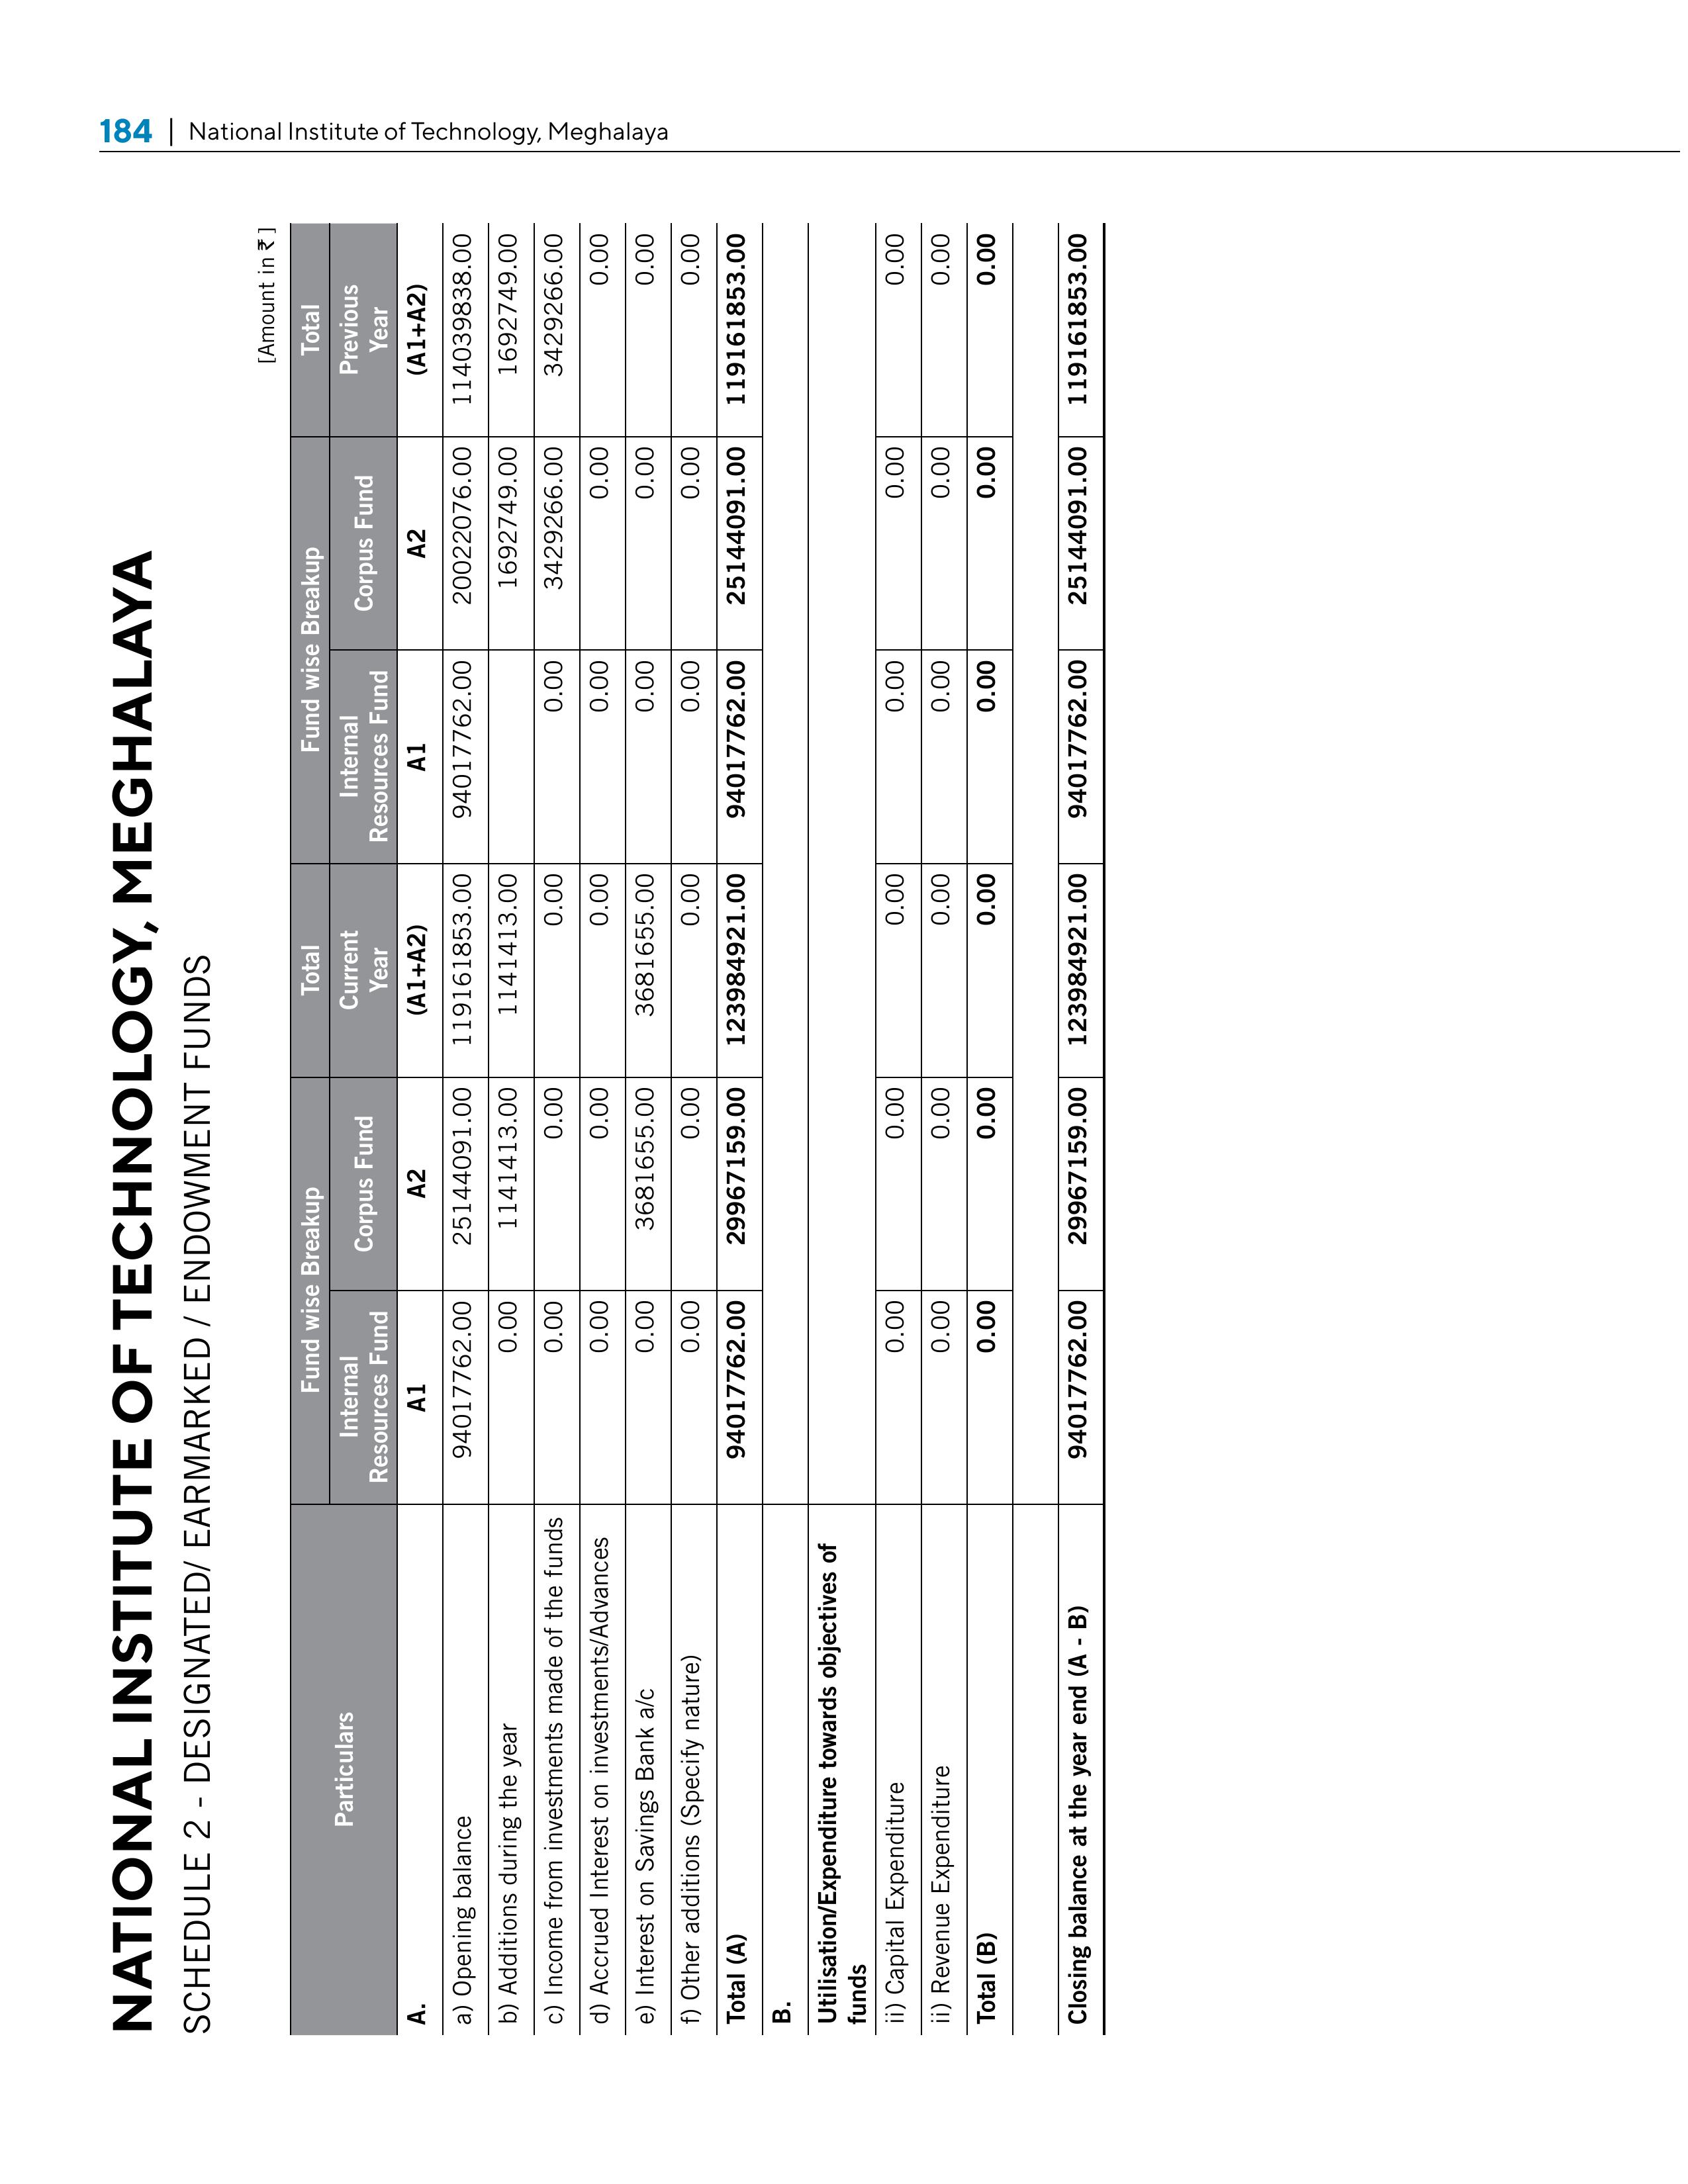 184 | National Institute of Technology, Meghalaya
NATIONAL INSTITUTE OF TECHNOLOGY, MEGHALAYA
SCHEDULE 2 - DESIGNATED/ EARMARKED / ENDOWMENT FUNDS
[Amount in ₹ ]
Particulars Fund wise Breakup Total Fund wise Breakup Total
Internal Resources Fund Corpus Fund Current Year Internal Resources Fund Corpus Fund Previous Year
A. A1 A2 (A1+A2) A1 A2 (A1+A2)
a) Opening balance 94017762.00 25144091.00 119161853.00 94017762.00 20022076.00 114039838.00
b) Additions during the year 0.00 1141413.00 1141413.00 1692749.00 1692749.00
c) Income from investments made of the funds 0.00 0.00 0.00 0.00 3429266.00 3429266.00
d) Accrued Interest on investments/Advances 0.00 0.00 0.00 0.00 0.00 0.00
e) Interest on Savings Bank a/c 0.00 3681655.00 3681655.00 0.00 0.00 0.00
f) Other additions (Specify nature) 0.00 0.00 0.00 0.00 0.00 0.00
Total (A) 94017762.00 29967159.00 123984921.00 94017762.00 25144091.00 119161853.00
B.
Utilisation/Expenditure towards objectives of
funds
ii) Capital Expenditure 0.00 0.00 0.00 0.00 0.00 0.00
ii) Revenue Expenditure 0.00 0.00 0.00 0.00 0.00 0.00
Total (B) 0.00 0.00 0.00 0.00 0.00 0.00
Closing balance at the year end (A - B) 94017762.00 29967159.00 123984921.00 94017762.00 25144091.00 119161853.00